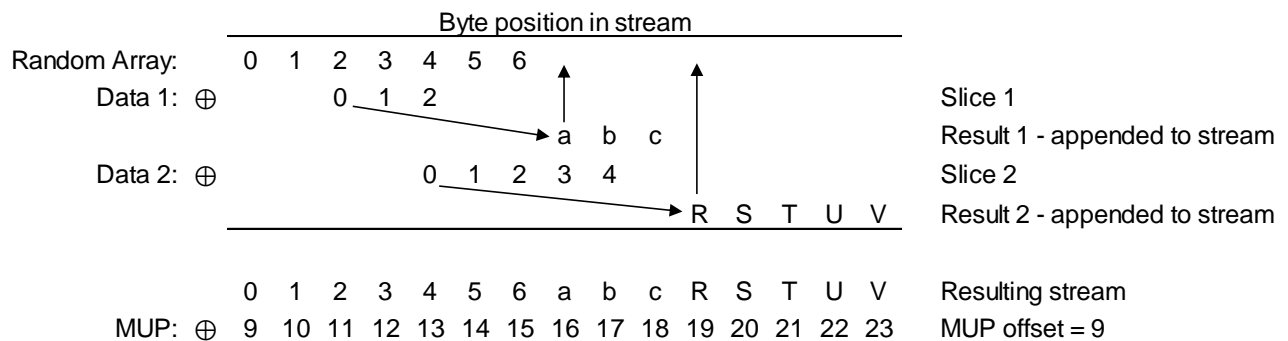 Byte position in stream
Random Array: 0 1 2 3 4 5 6
Data 1: ⊕ 0 1 2 Slice 1
a b c Result 1 - appended to stream
Data 2: ⊕ 0 1 2 3 4 Slice 2
R S T U V Result 2 - appended to stream
0 1 2 3 4 5 6 a b c R S T U V Resulting stream
MUP: ⊕ 9 10 11 12 13 14 15 16 17 18 19 20 21 22 23 MUP offset = 9